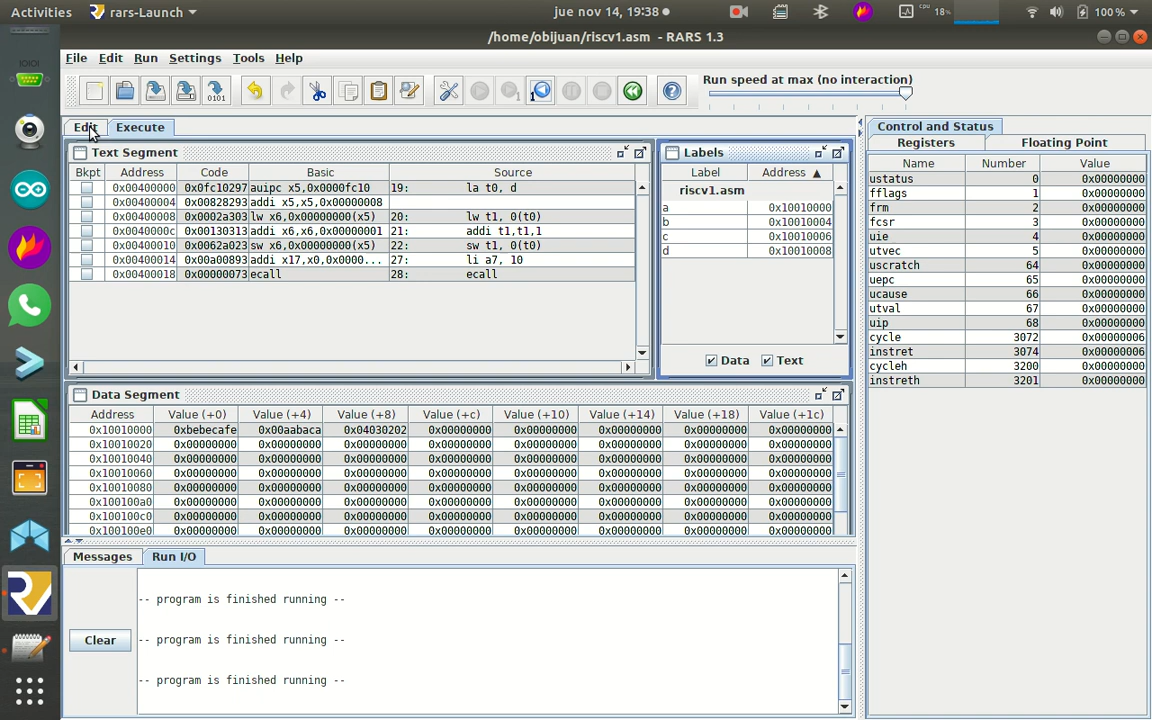 Activities rars-Launch jue nov 14, 19:38 cpu 18% 100%
/home/obijuan/riscv1.asm - RARS 1.3
File Edit Run Settings Tools Help
Run speed at max (no interaction)
Edit Execute
Text Segment
Bkpt Address Code Basic Source
0x00400000 0x0fc10297 auipc x5,0x0000fc10 19: la t0, d
0x00400004 0x00828293 addi x5,x5,0x00000008
0x00400008 0x0002a303 lw x6,0x00000000(x5) 20: lw t1, 0(t0)
0x0040000c 0x00130313 addi x6,x6,0x00000001 21: addi t1,t1,1
0x00400010 0x0062a023 sw x6,0x00000000(x5) 22: sw t1, 0(t0)
0x00400014 0x00a00893 addi x17,x0,0x0000... 27: li a7, 10
0x00400018 0x00000073 ecall 28: ecall
Labels
Label Address ▲
riscv1.asm
a 0x10010000
b 0x10010004
c 0x10010006
d 0x10010008
Data Text
Data Segment
Address Value (+0) Value (+4) Value (+8) Value (+c) Value (+10) Value (+14) Value (+18) Value (+1c)
0x10010000 0xbebecafe 0x00aabaca 0x04030202 0x00000000 0x00000000 0x00000000 0x00000000 0x00000000
0x10010020 0x00000000 0x00000000 0x00000000 0x00000000 0x00000000 0x00000000 0x00000000 0x00000000
0x10010040 0x00000000 0x00000000 0x00000000 0x00000000 0x00000000 0x00000000 0x00000000 0x00000000
0x10010060 0x00000000 0x00000000 0x00000000 0x00000000 0x00000000 0x00000000 0x00000000 0x00000000
0x10010080 0x00000000 0x00000000 0x00000000 0x00000000 0x00000000 0x00000000 0x00000000 0x00000000
0x100100a0 0x00000000 0x00000000 0x00000000 0x00000000 0x00000000 0x00000000 0x00000000 0x00000000
0x100100c0 0x00000000 0x00000000 0x00000000 0x00000000 0x00000000 0x00000000 0x00000000 0x00000000
0x100100e0 0x00000000 0x00000000 0x00000000 0x00000000 0x00000000 0x00000000 0x00000000 0x00000000
Messages Run I/O
-- program is finished running --
-- program is finished running --
Clear
-- program is finished running --
Control and Status
Registers Floating Point
Name Number Value
ustatus 0 0x00000000
fflags 1 0x00000000
frm 2 0x00000000
fcsr 3 0x00000000
uie 4 0x00000000
utvec 5 0x00000000
uscratch 64 0x00000000
uepc 65 0x00000000
ucause 66 0x00000000
utval 67 0x00000000
uip 68 0x00000000
cycle 3072 0x00000006
instret 3074 0x00000006
cycleh 3200 0x00000000
instreth 3201 0x00000000